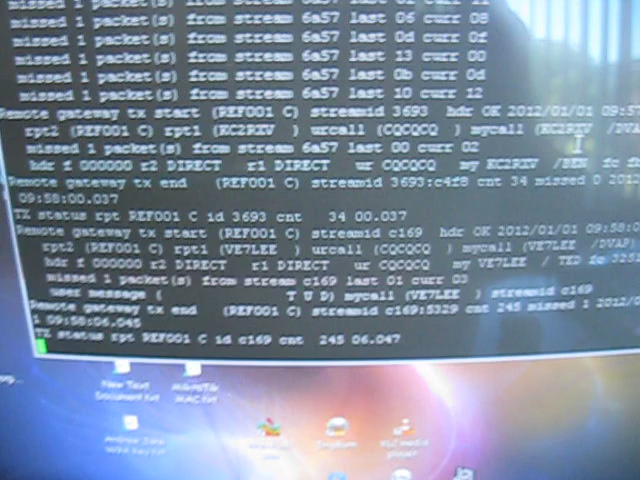 missed 1 packet(s) from stream 6a57 last 06 curr 08
missed 1 packet(s) from stream 6a57 last 0d curr 0f
missed 1 packet(s) from stream 6a57 last 13 curr 00
missed 1 packet(s) from stream 6a57 last 0b curr 0d
missed 1 packet(s) from stream 6a57 last 10 curr 12
Remote gateway tx start (REF001 C) streamid 3693 hdr OK 2012/01/01
rpt2 (REF001 C) rpt1 (KC2RXV ) urcall (CQCQCQ ) mycall (KC2RXV
missed 1 packet(s) from stream 6a57 last 00 curr 02
hdr f 000000 r2 DIRECT r1 DIRECT ur CQCQCQ my KC2RXV
Remote gateway tx end (REF001 C) streamid 3693:c4f8 cnt 34 missed 0
09:58:00.037
TX status rpt REF001 C id 3693 cnt 34 00.037
Remote gateway tx start (REF001 C) streamid c169 hdr OK 2012/01/01
rpt2 (REF001 C) rpt1 (VE7LEE ) urcall (CQCQCQ ) mycall (VE7LEE /DVAP)
hdr f 000000 r2 DIRECT r1 DIRECT ur CQCQCQ my VE7LEE / TED fc
missed 1 packet(s) from stream c169 last 01 curr 03
user message ( T U D) mycall (VE7LEE ) streamid c169
Remote gateway tx end (REF001 C) streamid c169:5329 cnt 245 missed 1
1 09:58:06.045
TX status rpt REF001 C id c169 cnt 245 06.047
New Text
Document.txt
MikroTik
MAC.txt
VLC media
player